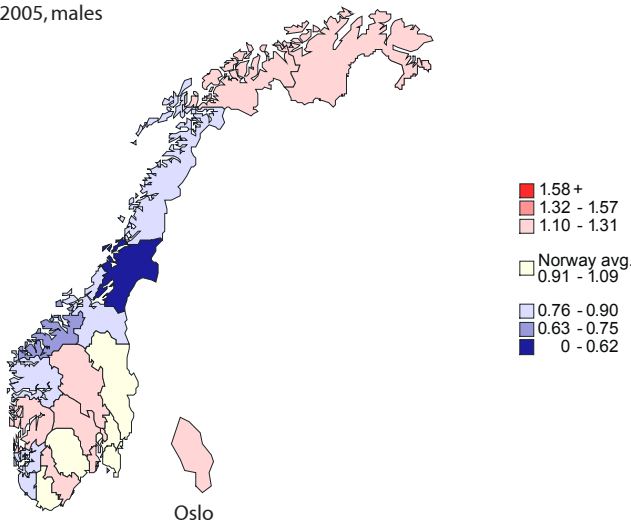 2005, males
1.58 +
1.32 - 1.57
1.10 - 1.31
Norway avg.
0.91 - 1.09
0.76 - 0.90
0.63 - 0.75
0 - 0.62
Oslo